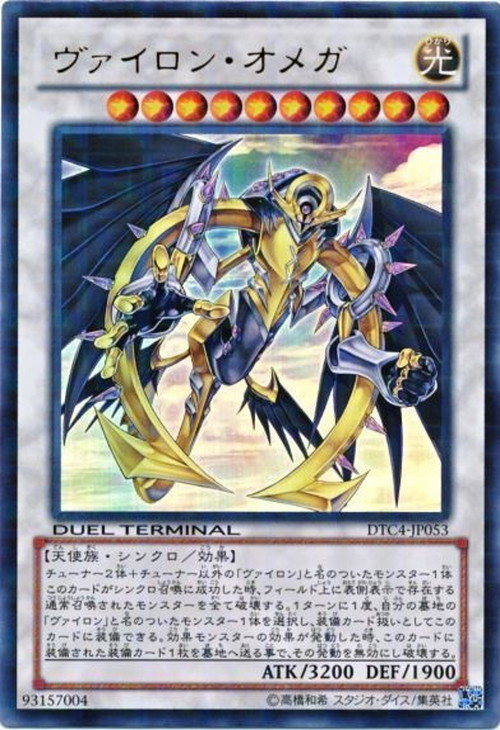 ヴァイロン・オメガ
光
DUEL TERMINAL
DTC4-JP053
【天使族・シンクロ/効果】
チューナー2体+チューナー以外の「ヴァイロン」と名のついたモンスター1体
このカードがシンクロ召喚に成功した時、フィールド上に表側表示で存在する
通常召喚されたモンスターを全て破壊する。1ターンに1度、自分の墓地の
「ヴァイロン」と名のついたモンスター1体を選択し、装備カード扱いとしてこの
カードに装備できる。効果モンスターの効果が発動した時、このカードに
装備された装備カード1枚を墓地へ送る事で、その発動を無効にし破壊する。
ATK/3200 DEF/1900
93157004
©高橋和希 スタジオ・ダイス/集英社